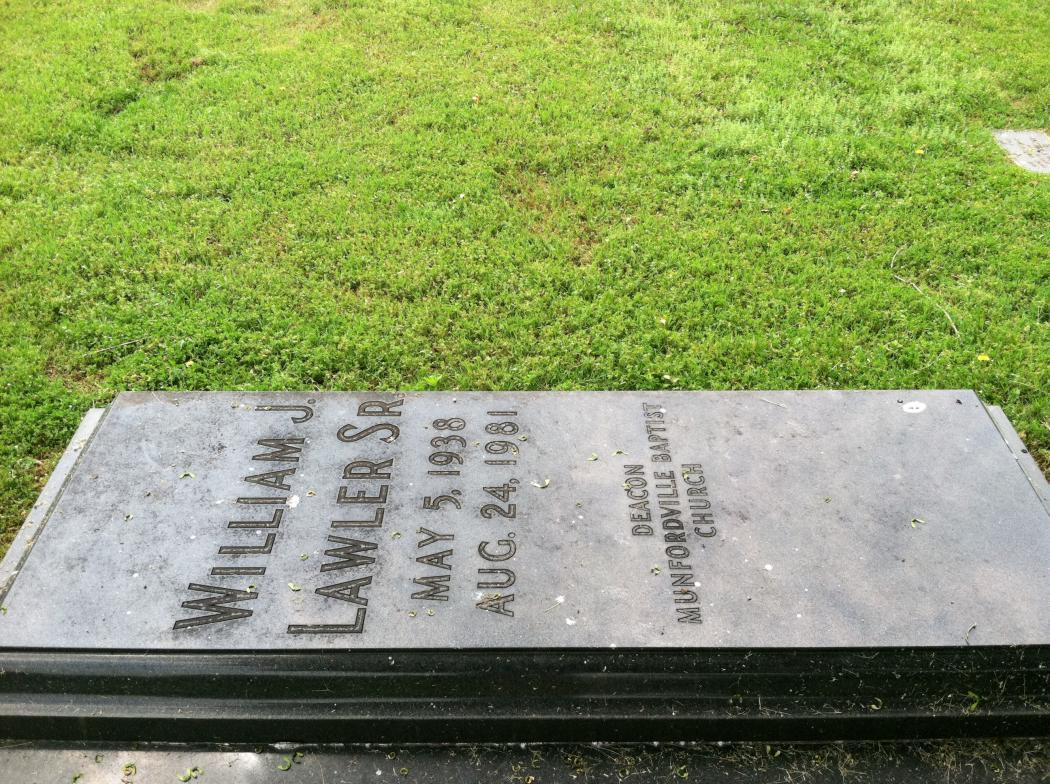 WILLIAM J.
LAWLER SR.
MAY 5, 1938
AUG. 24, 1981
DEACON
MUNFORDVILLE BAPTIST
CHURCH